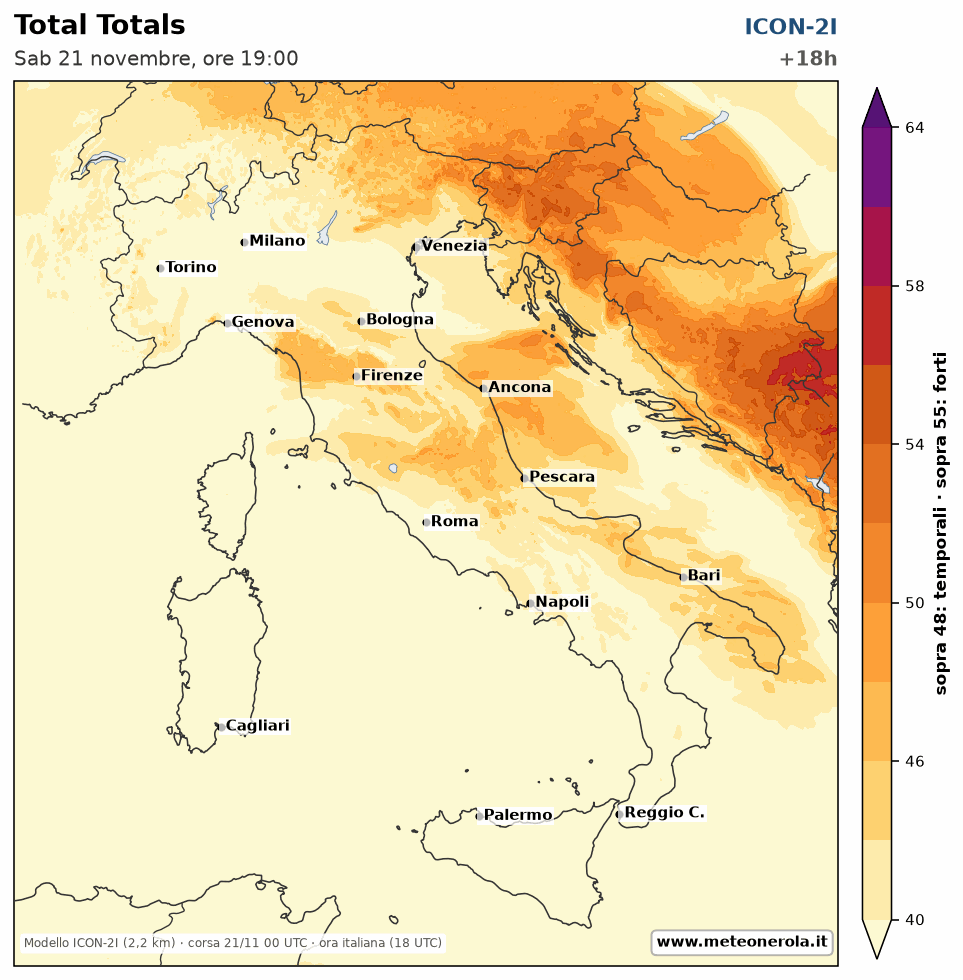 Total Totals
ICON-2I
Sab 21 novembre, ore 19:00
+18h
64
58
54
50
46
40
sopra 48: temporali · sopra 55: forti
Milano
Venezia
Torino
Genova
Bologna
Firenze
Ancona
Pescara
Roma
Bari
Napoli
Cagliari
Palermo
Reggio C.
Modello ICON-2I (2,2 km) · corsa 21/11 00 UTC · ora italiana (18 UTC)
www.meteonerola.it